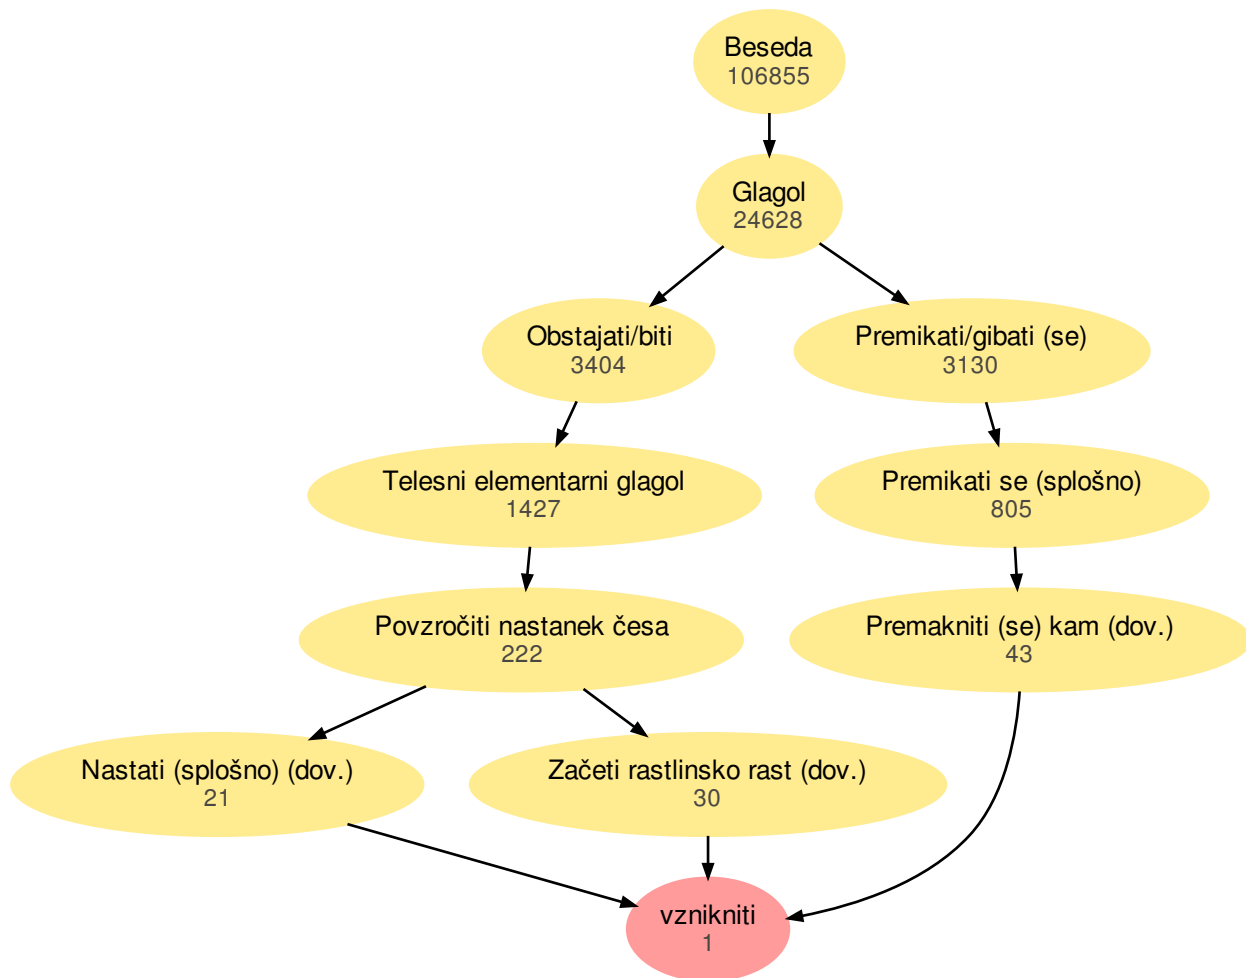 Beseda
106855
Glagol
24628
Obstajati/biti
3404
Premikati/gibati (se)
3130
Telesni elementarni glagol
1427
Premikati se (splošno)
805
Povzročiti nastanek česa
222
Premakniti (se) kam (dov.)
43
Nastati (splošno) (dov.)
21
Začeti rastlinsko rast (dov.)
30
vznikniti
1